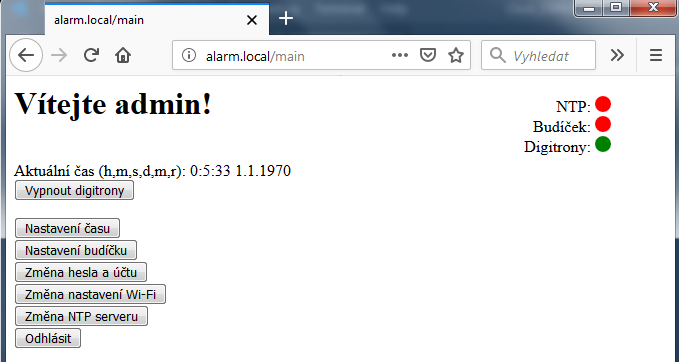 alarm.local/main
alarm.local/main
Vyhledat
Vítejte admin!
NTP:
Budíček:
Digitrony:
Aktuální čas (h,m,s,d,m,r): 0:5:33 1.1.1970
Vypnout digitrony
Nastavení času
Nastavení budíčku
Změna hesla a účtu
Změna nastavení Wi-Fi
Změna NTP serveru
Odhlásit